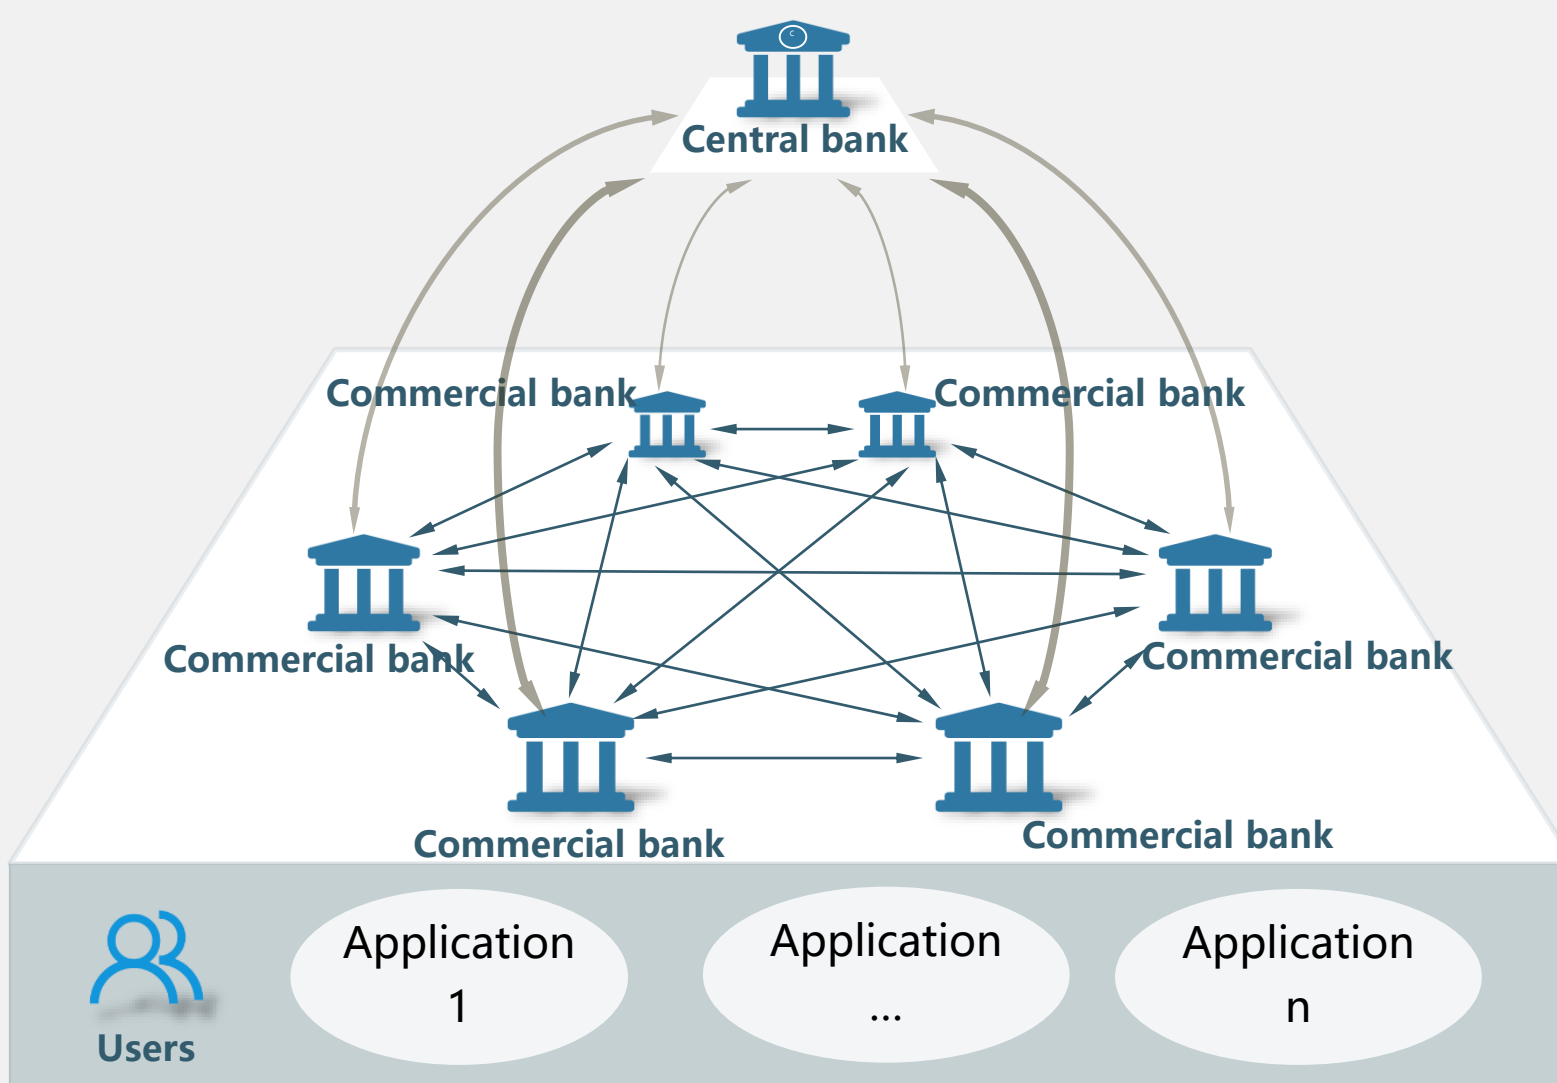 C
Central bank
Commercial bank
Commercial bank
Commercial bank
Commercial bank
Commercial bank
Commercial bank
Application
1
Application
...
Application
n
Users